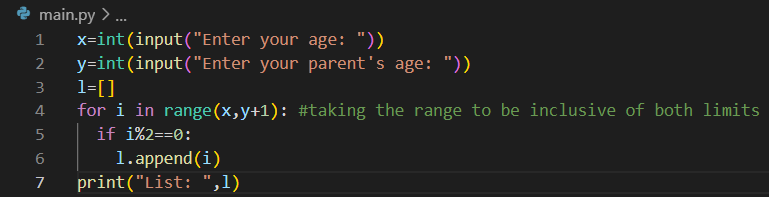 main.py > ...
1 x=int(input("Enter your age: "))
2 y=int(input("Enter your parent's age: "))
3 l=[]
4 for i in range(x,y+1): #taking the range to be inclusive of both limits
5   if i%2==0:
6     l.append(i)
7 print("List: ",l)